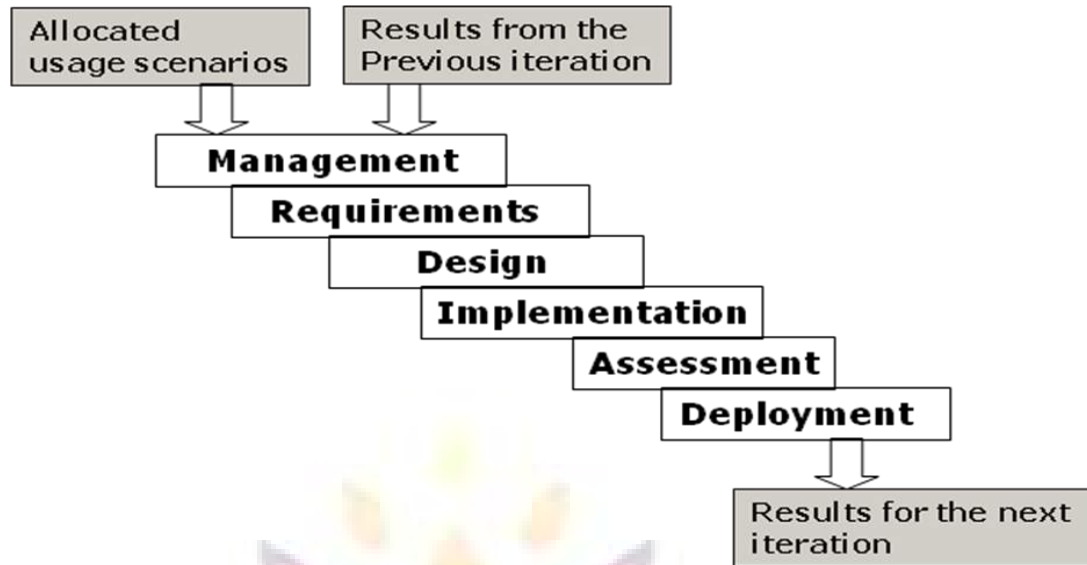 Allocated
usage scenarios
Results from the
Previous iteration
Management
Requirements
Design
Implementation
Assessment
Deployment
Results for the next
iteration